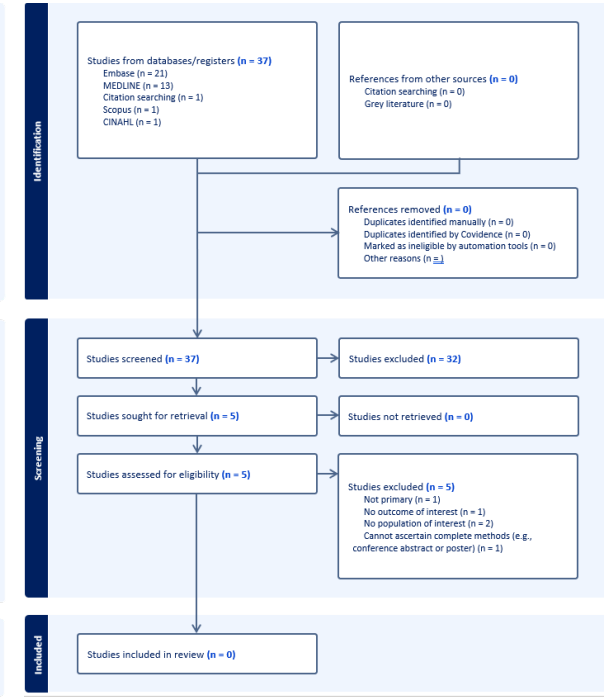 Identification
Studies from databases/registers (n = 37)
Embase (n = 21)
MEDLINE (n = 13)
Citation searching (n = 1)
Scopus (n = 1)
CINAHL (n = 1)
References from other sources (n = 0)
Citation searching (n = 0)
Grey literature (n = 0)
References removed (n = 0)
Duplicates identified manually (n = 0)
Duplicates identified by Covidence (n = 0)
Marked as ineligible by automation tools (n = 0)
Other reasons (n = )
Screening
Studies screened (n = 37)
Studies excluded (n = 32)
Studies sought for retrieval (n = 5)
Studies not retrieved (n = 0)
Studies assessed for eligibility (n = 5)
Studies excluded (n = 5)
Not primary (n = 1)
No outcome of interest (n = 1)
No population of interest (n = 2)
Cannot ascertain complete methods (e.g.,
conference abstract or poster) (n = 1)
Included
Studies included in review (n = 0)